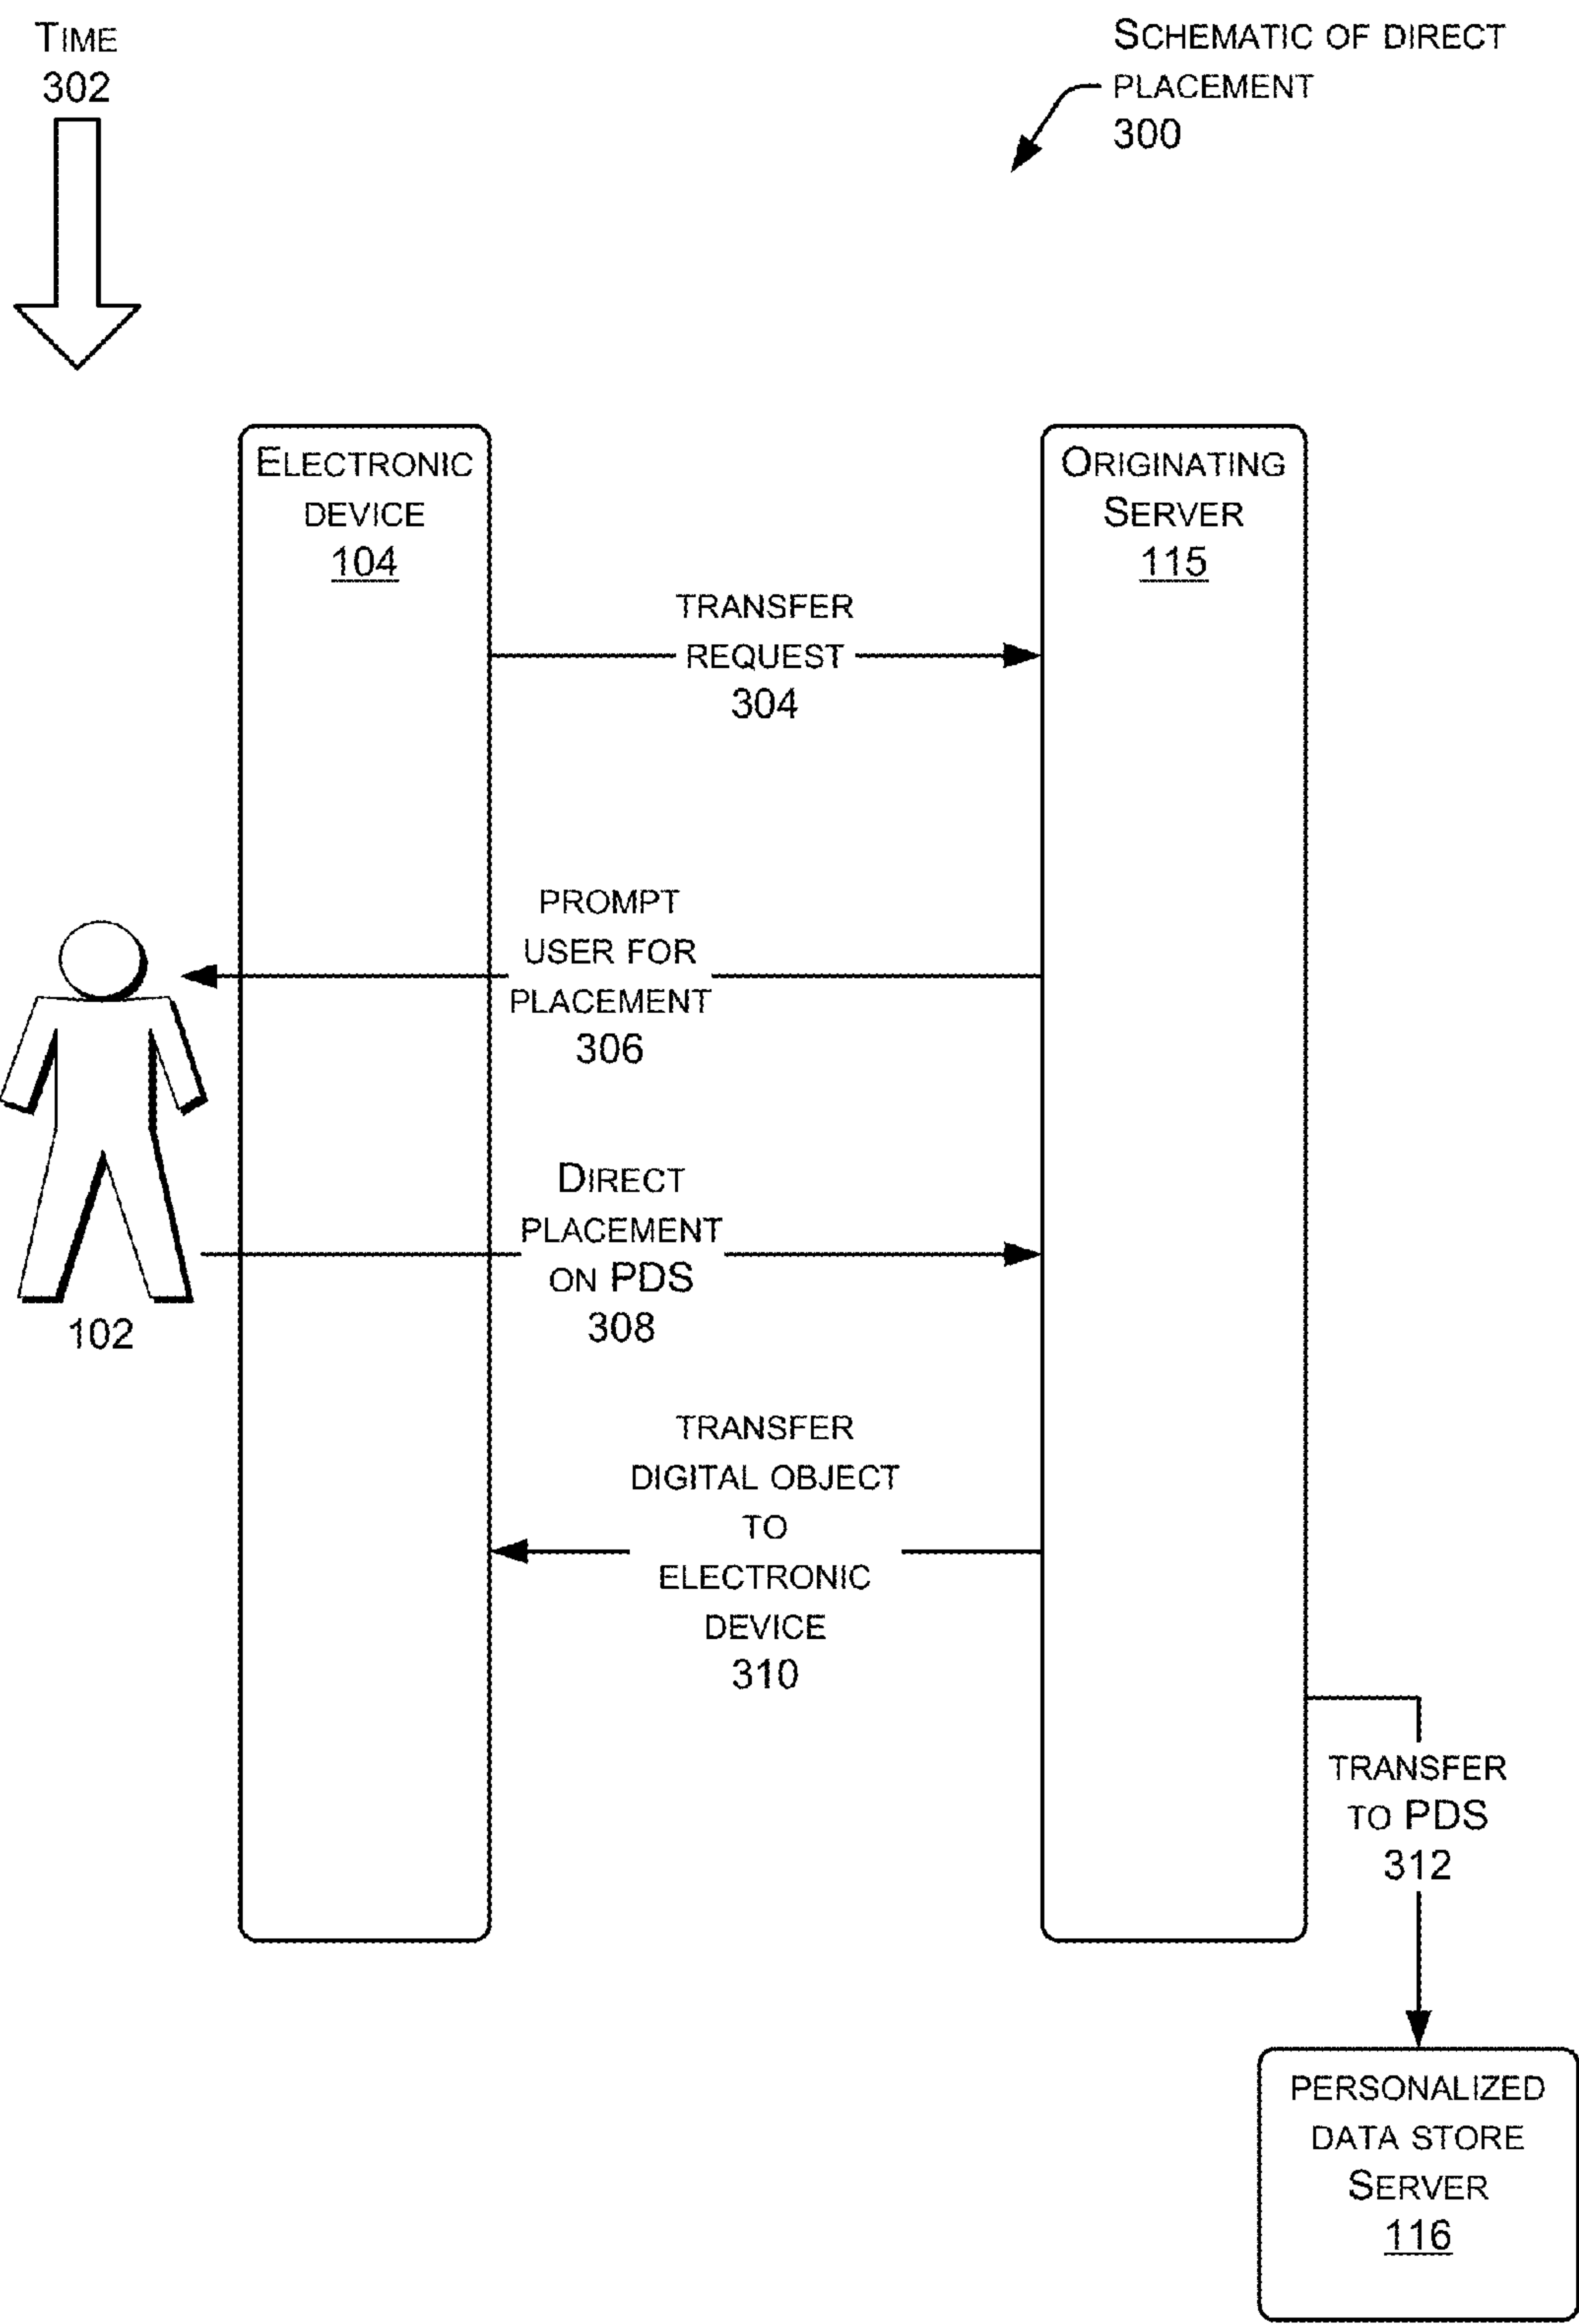 TIME
302
SCHEMATIC OF DIRECT
PLACEMENT
300
ELECTRONIC
DEVICE
104
ORIGINATING
SERVER
115
TRANSFER
REQUEST
304
PROMPT
USER FOR
PLACEMENT
306
DIRECT
PLACEMENT
ON PDS
308
102
TRANSFER
DIGITAL OBJECT
TO
ELECTRONIC
DEVICE
310
TRANSFER
TO PDS
312
PERSONALIZED
DATA STORE
SERVER
116